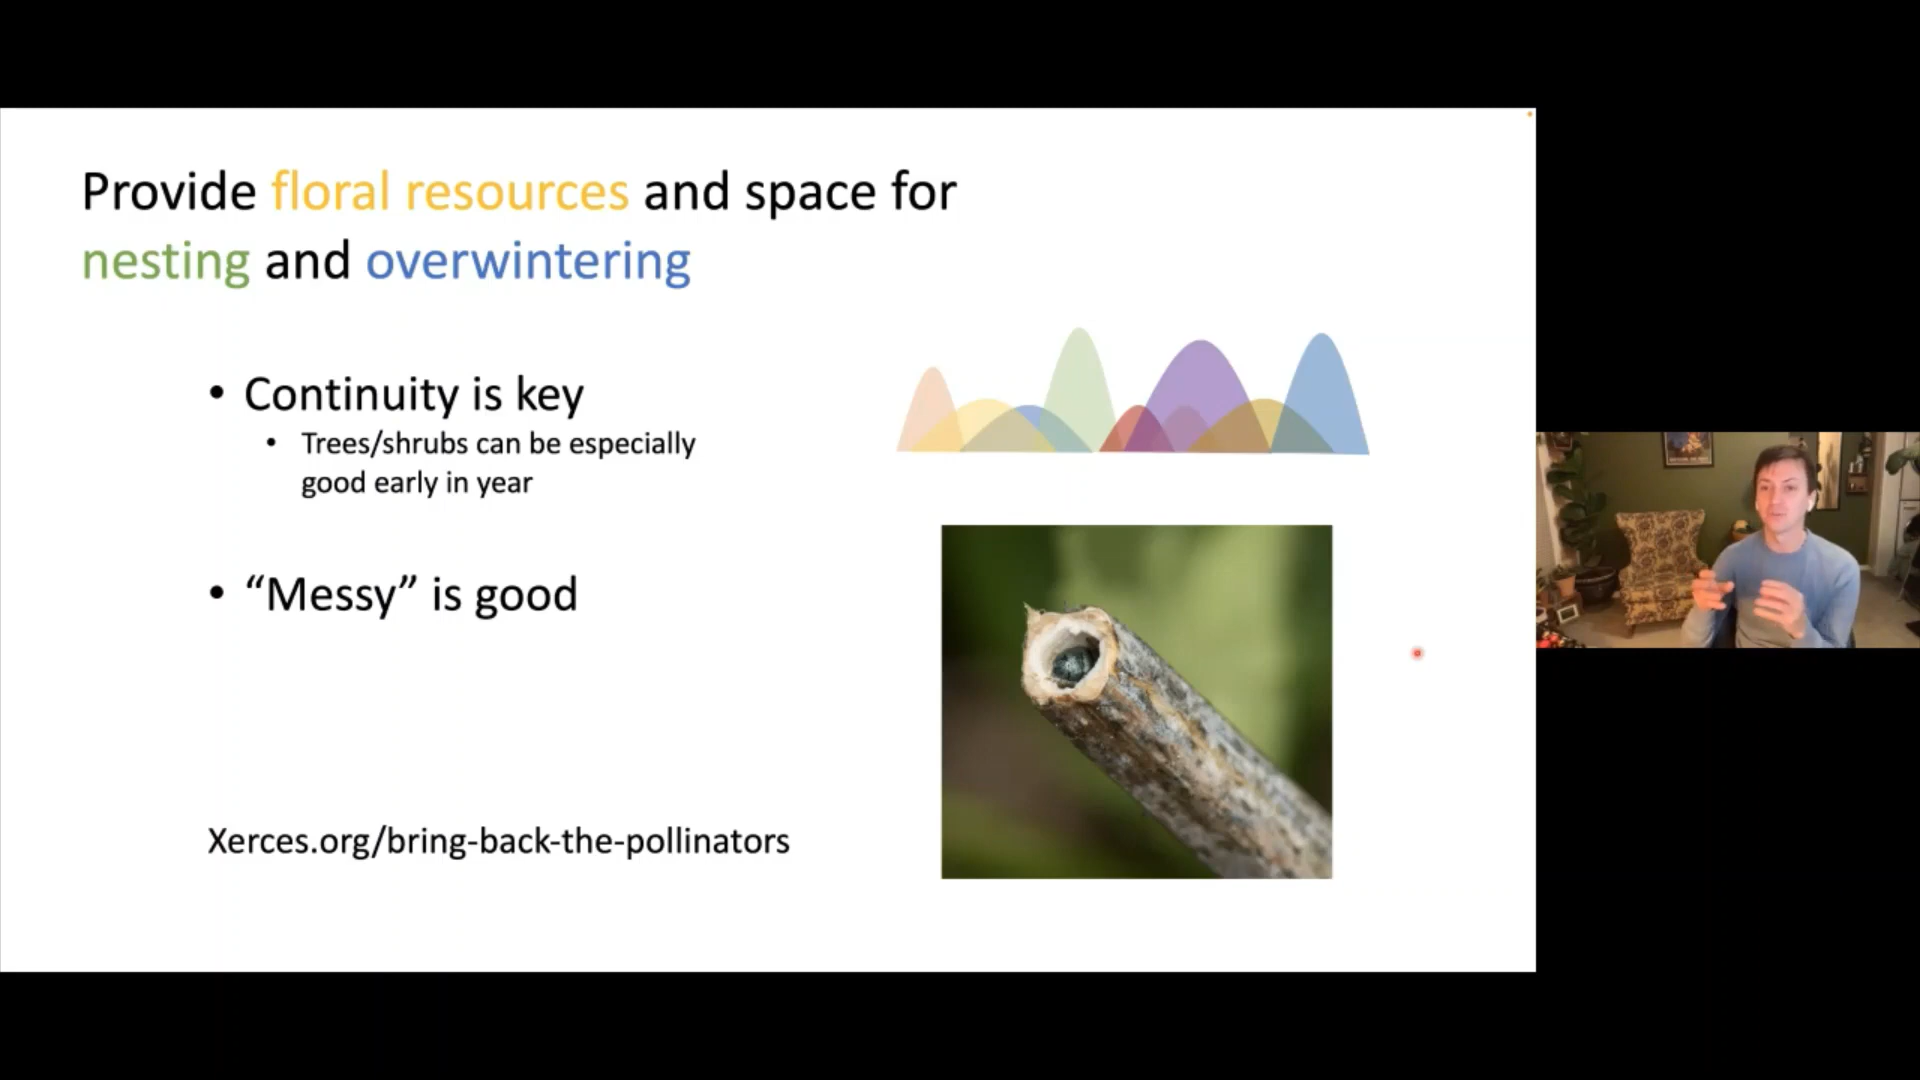 Provide floral resources and space for
nesting and overwintering
• Continuity is key
• Trees/shrubs can be especially
good early in year
• “Messy” is good
Xerces.org/bring-back-the-pollinators